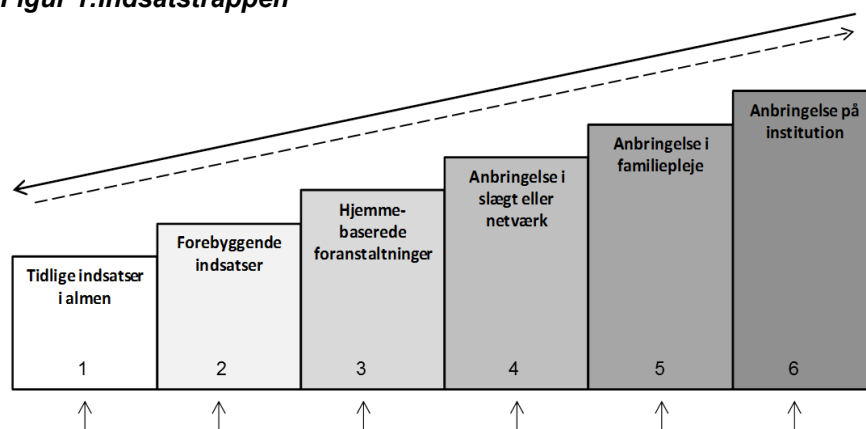 Figur 1.Indsatstrappen
Tidlige indsatser
i almen
1
Forebyggende
indsatser
2
Hjemme-
baserede
foranstaltninger
3
Anbringelse i
slægt eller
netværk
4
Anbringelse i
familiepleje
5
Anbringelse på
institution
6